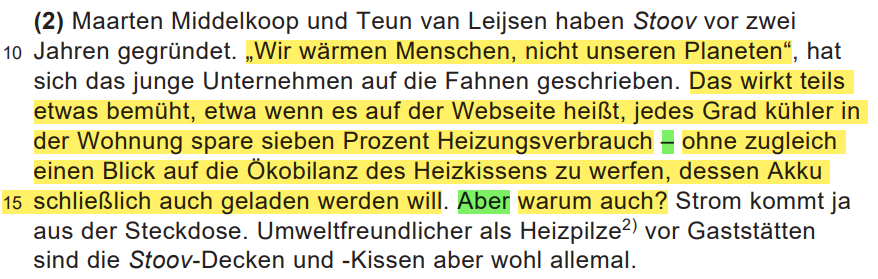 (2) Maarten Middelkoop und Teun van Leijsen haben Stoov vor zwei
10 Jahren gegründet. „Wir wärmen Menschen, nicht unseren Planeten“, hat
sich das junge Unternehmen auf die Fahnen geschrieben. Das wirkt teils
etwas bemüht, etwa wenn es auf der Webseite heißt, jedes Grad kühler in
der Wohnung spare sieben Prozent Heizungsverbrauch – ohne zugleich
einen Blick auf die Ökobilanz des Heizkissens zu werfen, dessen Akku
15 schließlich auch geladen werden will. Aber warum auch? Strom kommt ja
aus der Steckdose. Umweltfreundlicher als Heizpilze2) vor Gaststätten
sind die Stoov-Decken und -Kissen aber wohl allemal.